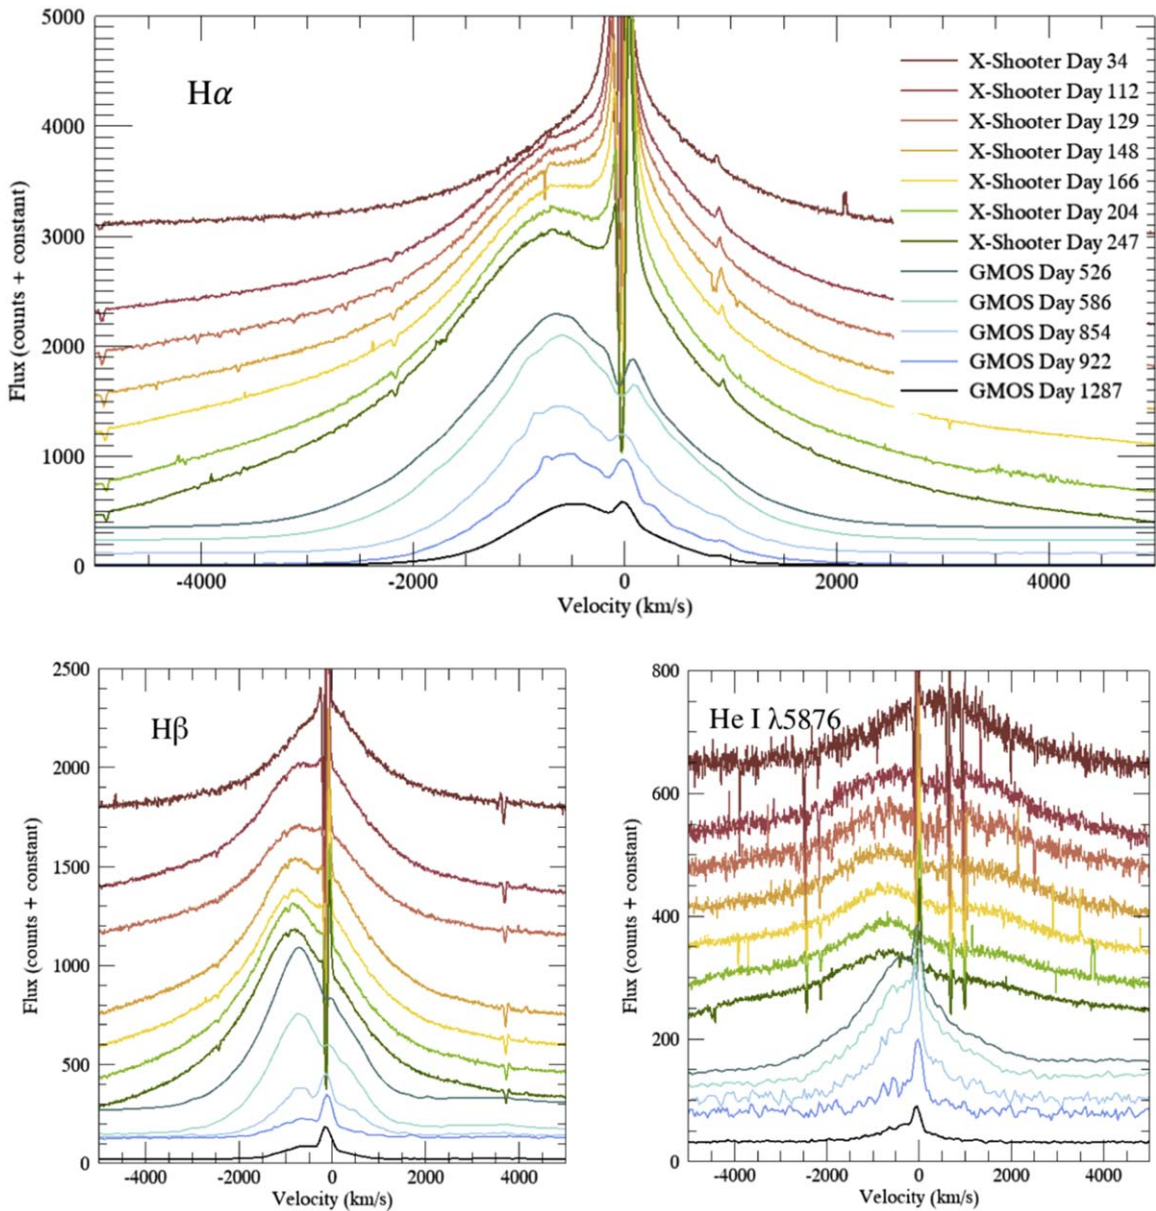 5000
4000
3000
2000
1000
0
Flux (counts + constant)
Hα
X-Shooter Day 34
X-Shooter Day 112
X-Shooter Day 129
X-Shooter Day 148
X-Shooter Day 166
X-Shooter Day 204
X-Shooter Day 247
GMOS Day 526
GMOS Day 586
GMOS Day 854
GMOS Day 922
GMOS Day 1287
-4000 -2000 0 2000 4000
Velocity (km/s)
2500
2000
1500
1000
500
0
Flux (counts + constant)
Hβ
-4000 -2000 0 2000 4000
Velocity (km/s)
800
600
400
200
0
Flux (counts + constant)
He I λ5876
-4000 -2000 0 2000 4000
Velocity (km/s)